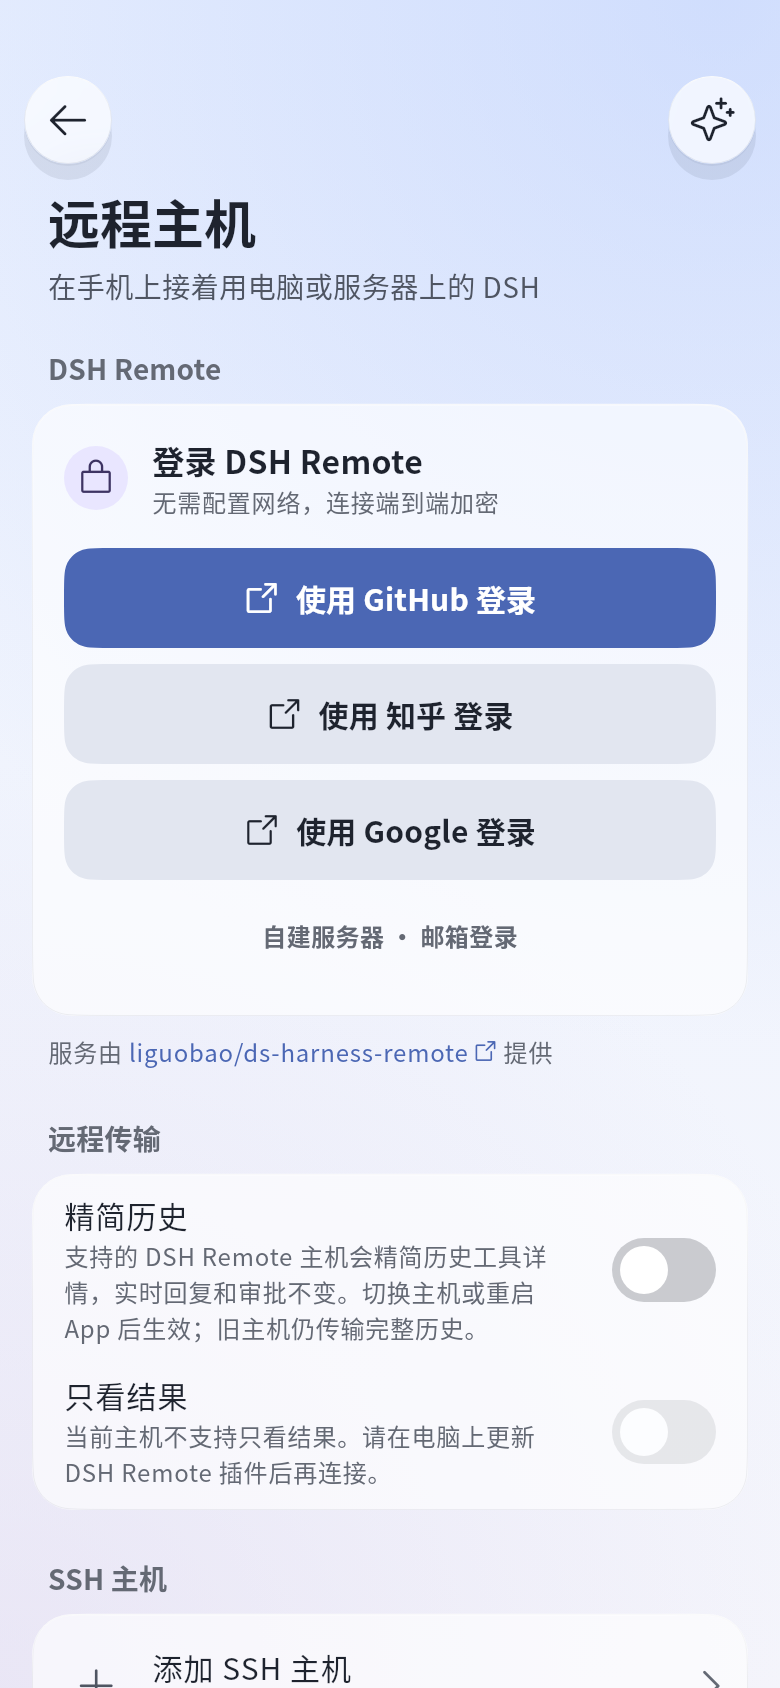 远程主机
在手机上接着用电脑或服务器上的 DSH
DSH Remote
登录 DSH Remote
无需配置网络，连接端到端加密
使用 GitHub 登录
使用 知乎 登录
使用 Google 登录
自建服务器 · 邮箱登录
服务由 liguobao/ds-harness-remote 提供
远程传输
精简历史
支持的 DSH Remote 主机会精简历史工具详
情，实时回复和审批不变。切换主机或重启
App 后生效；旧主机仍传输完整历史。
只看结果
当前主机不支持只看结果。请在电脑上更新
DSH Remote 插件后再连接。
SSH 主机
添加 SSH 主机